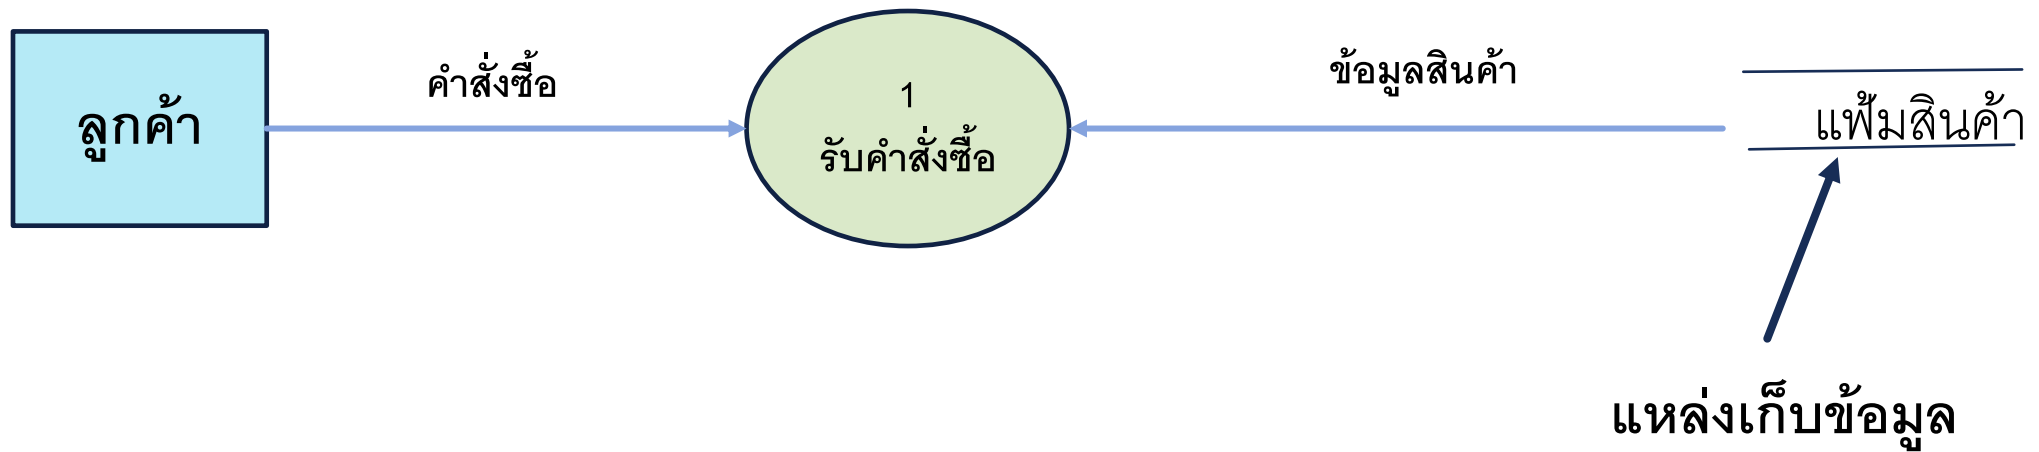 ลูกค้า
คำสั่งซื้อ
1
รับคำสั่งซื้อ
ข้อมูลสินค้า
แฟ้มสินค้า
แหล่งเก็บข้อมูล